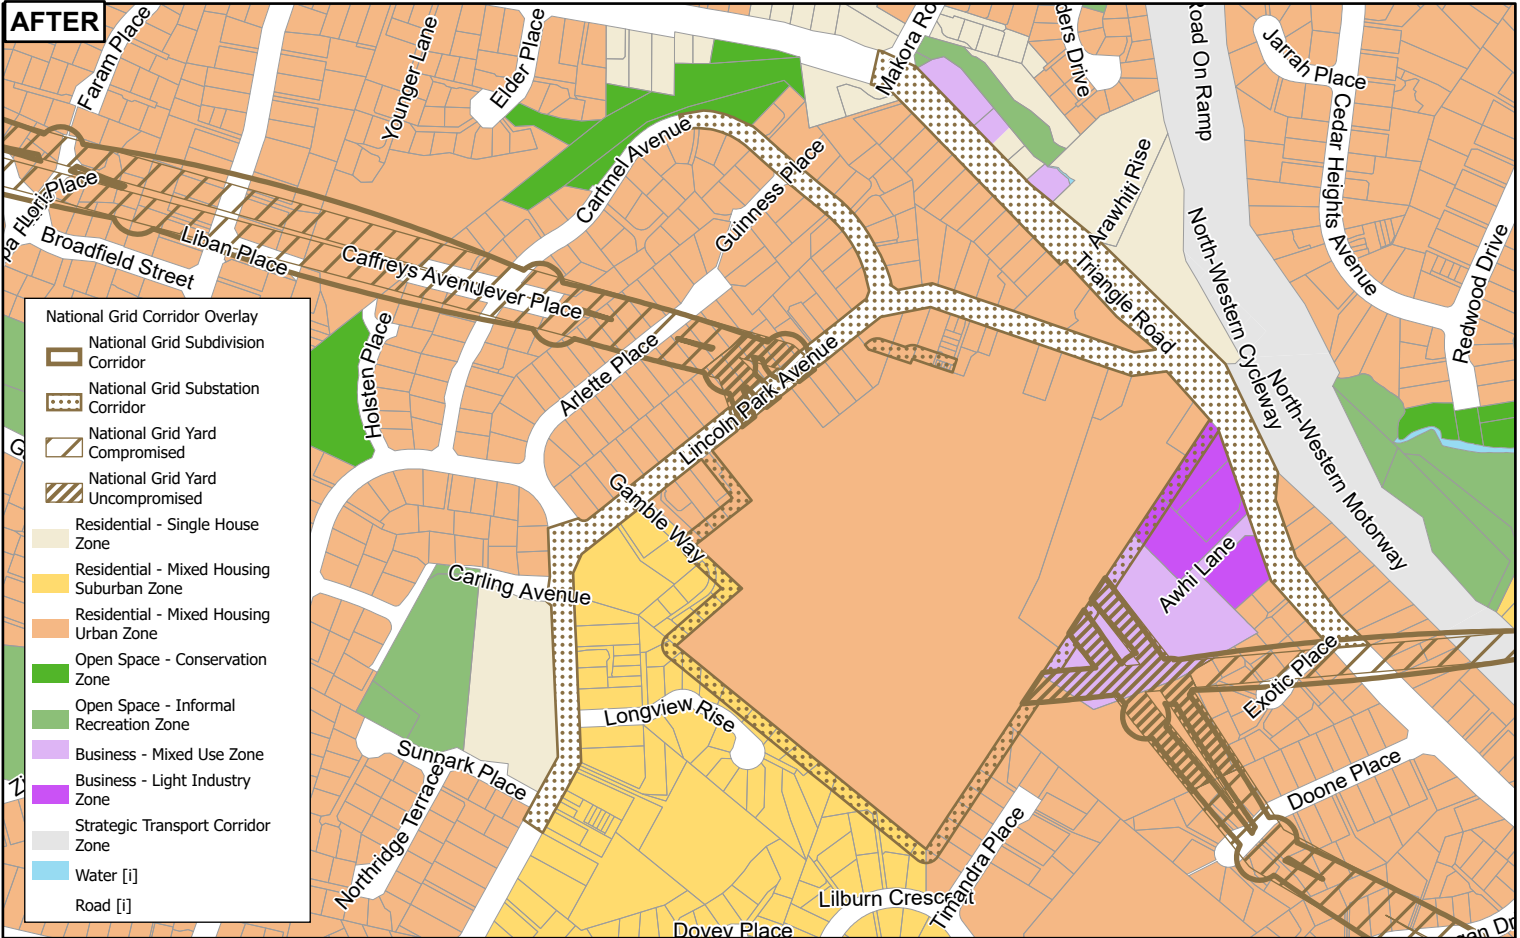 AFTER
Faram Place
Younger Lane
Elder Place
Makora Ro
ders Drive
Road On Ramp
Jarrah Place
Cedar Heights Avenue
Redwood Drive
Cartmel Avenue
Guinness Place
Arawhiti Rise
Triangle Road
North-Western Cycleway
North-Western Motorway
Place
Broadfield Street
Liban Place
Caffreys Avenue
Jever Place
Holsten Place
Arlette Place
Lincoln Park Avenue
Gamble Way
Carling Avenue
Awhi Lane
Exotic Place
Longview Rise
Sunpark Place
Northridge Terrace
Doone Place
Timandra Place
Lilburn Crescent
Dovey Place
gan Dr
National Grid Corridor Overlay
National Grid Subdivision
Corridor
National Grid Substation
Corridor
National Grid Yard
Compromised
National Grid Yard
Uncompromised
Residential - Single House
Zone
Residential - Mixed Housing
Suburban Zone
Residential - Mixed Housing
Urban Zone
Open Space - Conservation
Zone
Open Space - Informal
Recreation Zone
Business - Mixed Use Zone
Business - Light Industry
Zone
Strategic Transport Corridor
Zone
Water [i]
Road [i]